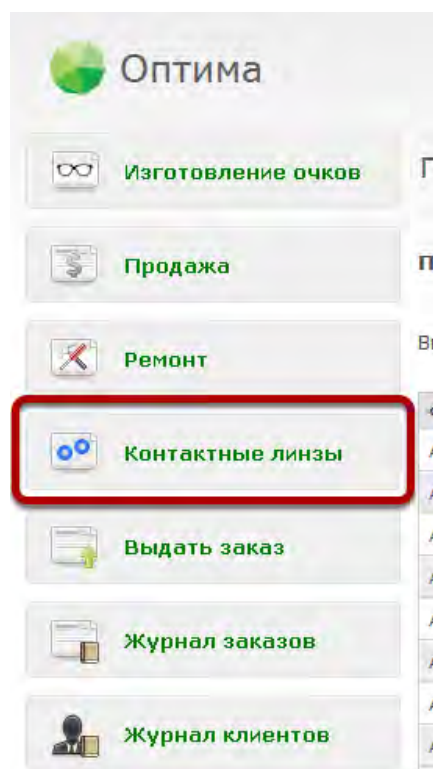 Оптима
Изготовление очков
Продажа
Ремонт
Контактные линзы
Выдать заказ
Журнал заказов
Журнал клиентов